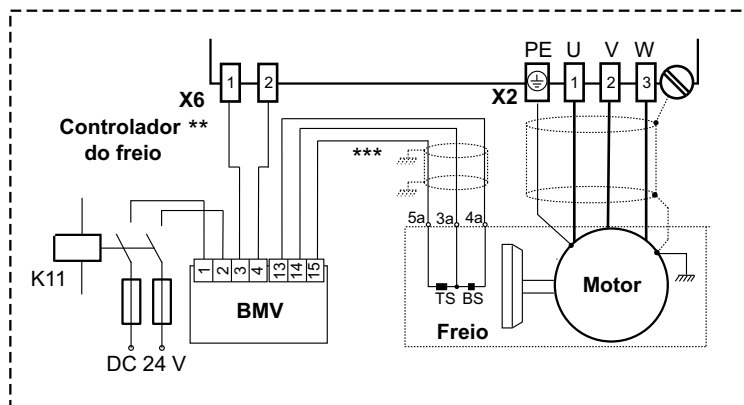 PE U V W
1 2 1 2 3
X6 X2
Controlador **
do freio
***
5a 3a 4a
K11
1 2 3 4 13 14 15
TS BS
Motor
BMV
Freio
DC 24 V